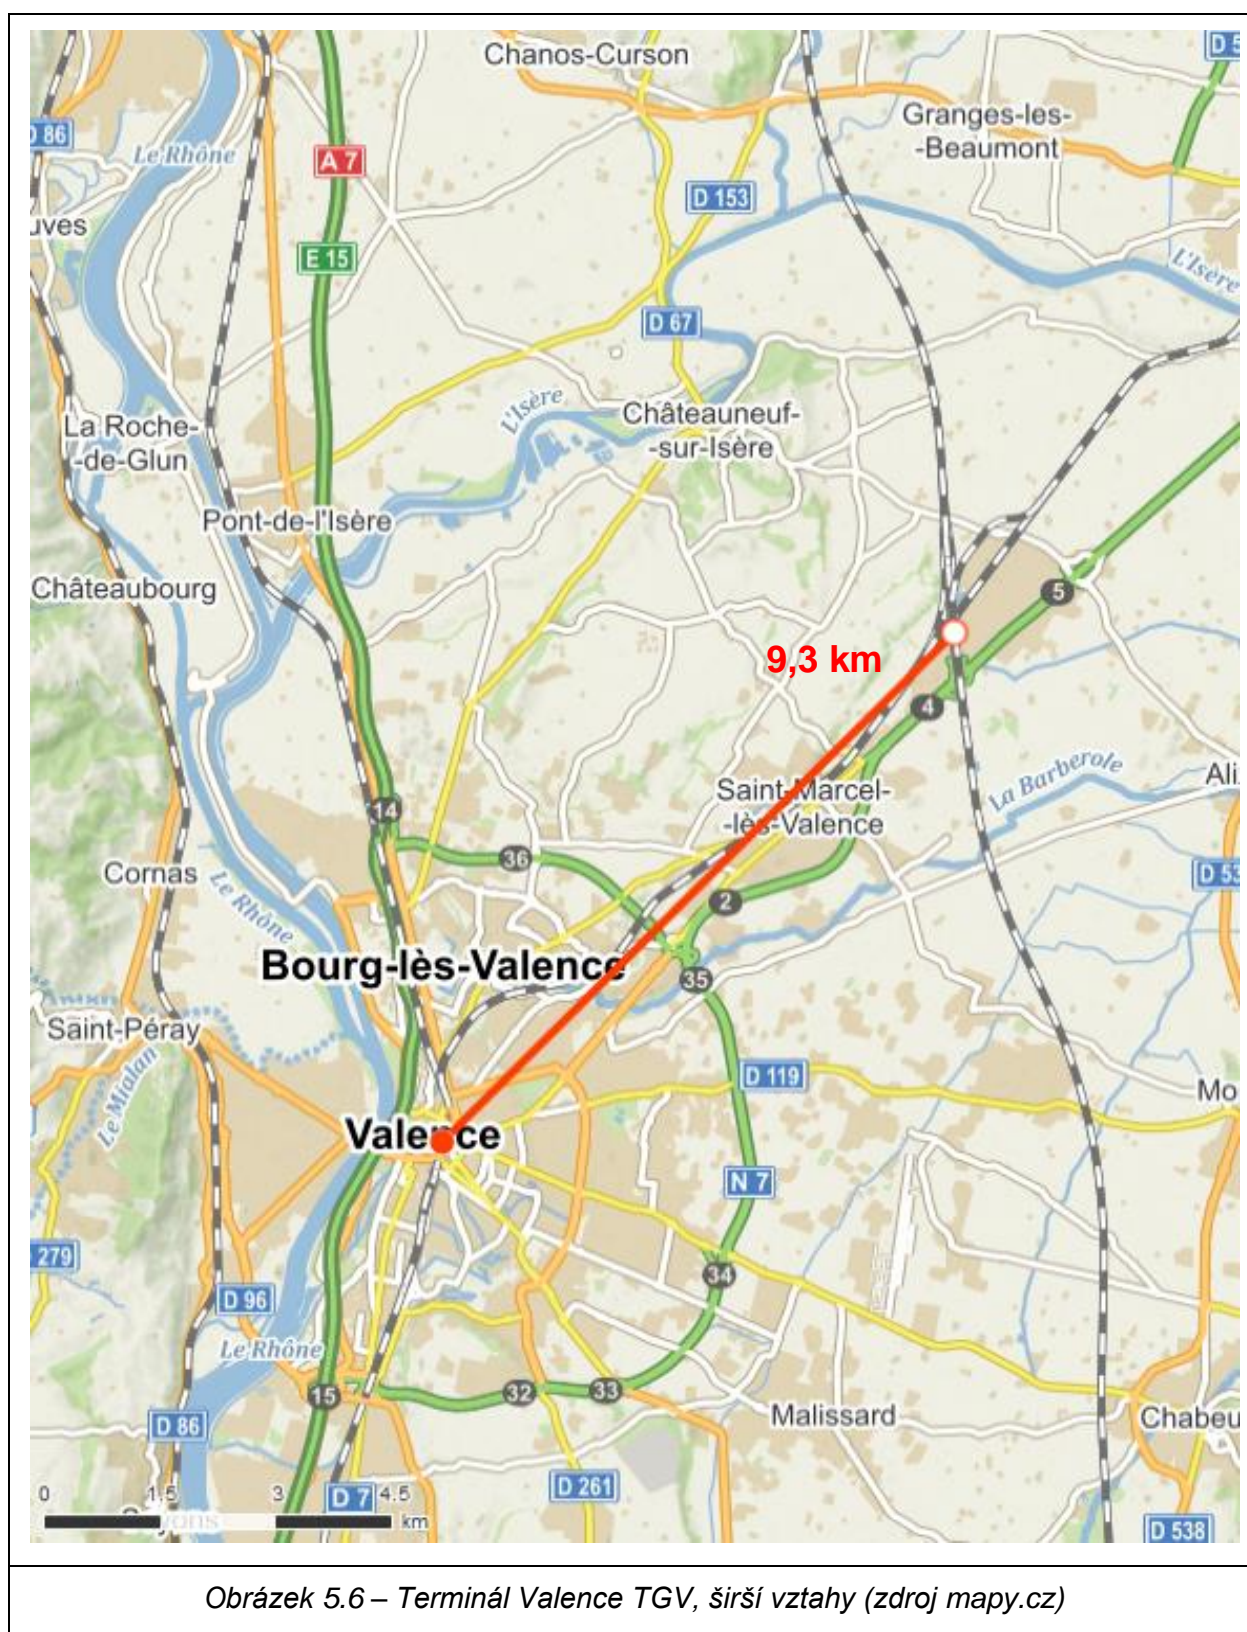 Chanos-Curson
D 5
Granges-les-
-Beaumont
D 86
Le Rhône
A 7
D 153
uves
E 15
L'Isère
D 67
L'Isère
Châteauneuf-
-sur-Isère
La Roche-
-de-Glun
Pont-de-l'Isère
Châteaubourg
5
9,3 km
4
La Barberole
Ali
Saint-Marcel-
-lès-Valence
14
36
Cornas
D 53
Le Rhône
2
Bourg-lès-Valence
35
Saint-Péray
Le Mialan
D 119
Mo
Valence
N 7
279
34
D 96
Le Rhône
15
32
33
Malissard
Chabeu
D 86
0
1,5
3
4.5
D 7
D 261
km
D 538
Obrázek 5.6 – Terminál Valence TGV, širší vztahy (zdroj mapy.cz)